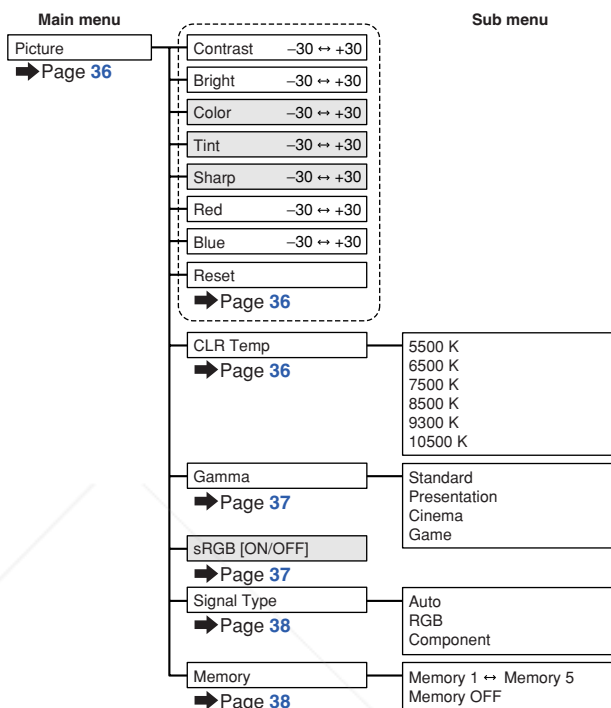 Main menu Sub menu
Picture
Page 36
Contrast −30 ↔ +30
Bright −30 ↔ +30
Color −30 ↔ +30
Tint −30 ↔ +30
Sharp −30 ↔ +30
Red −30 ↔ +30
Blue −30 ↔ +30
Reset
Page 36
CLR Temp
Page 36
5500 K
6500 K
7500 K
8500 K
9300 K
10500 K
Gamma
Page 37
Standard
Presentation
Cinema
Game
sRGB [ON/OFF]
Page 37
Signal Type
Page 38
Auto
RGB
Component
Memory
Page 38
Memory 1 ↔ Memory 5
Memory OFF